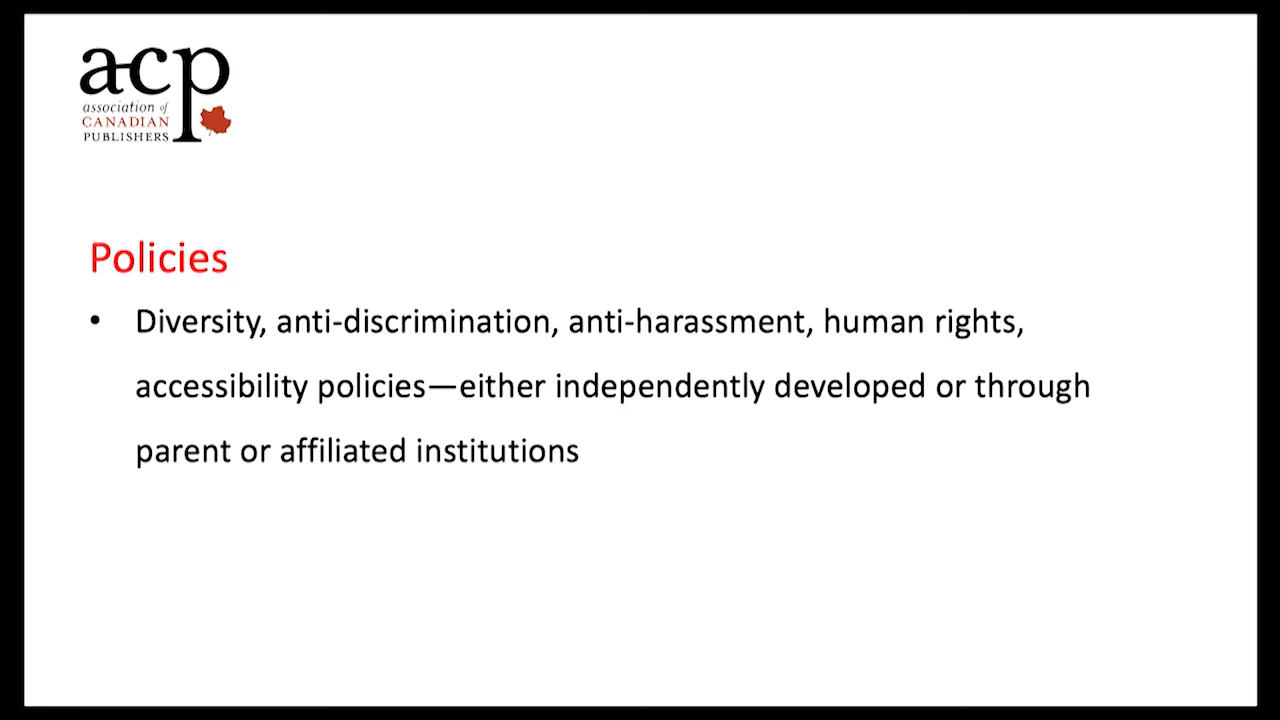 acp
association of
CANADIAN
PUBLISHERS
Policies
• Diversity, anti-discrimination, anti-harassment, human rights,
accessibility policies—either independently developed or through
parent or affiliated institutions